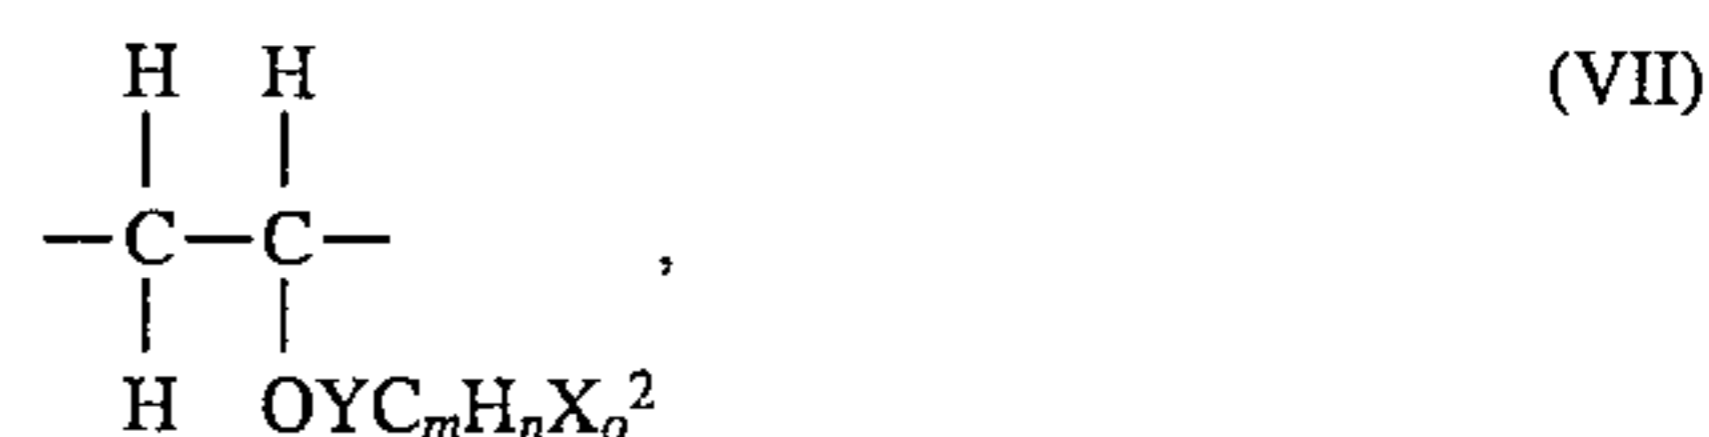 H H (VII)
—C—C— ,
H OYCₘHₙXₒ²